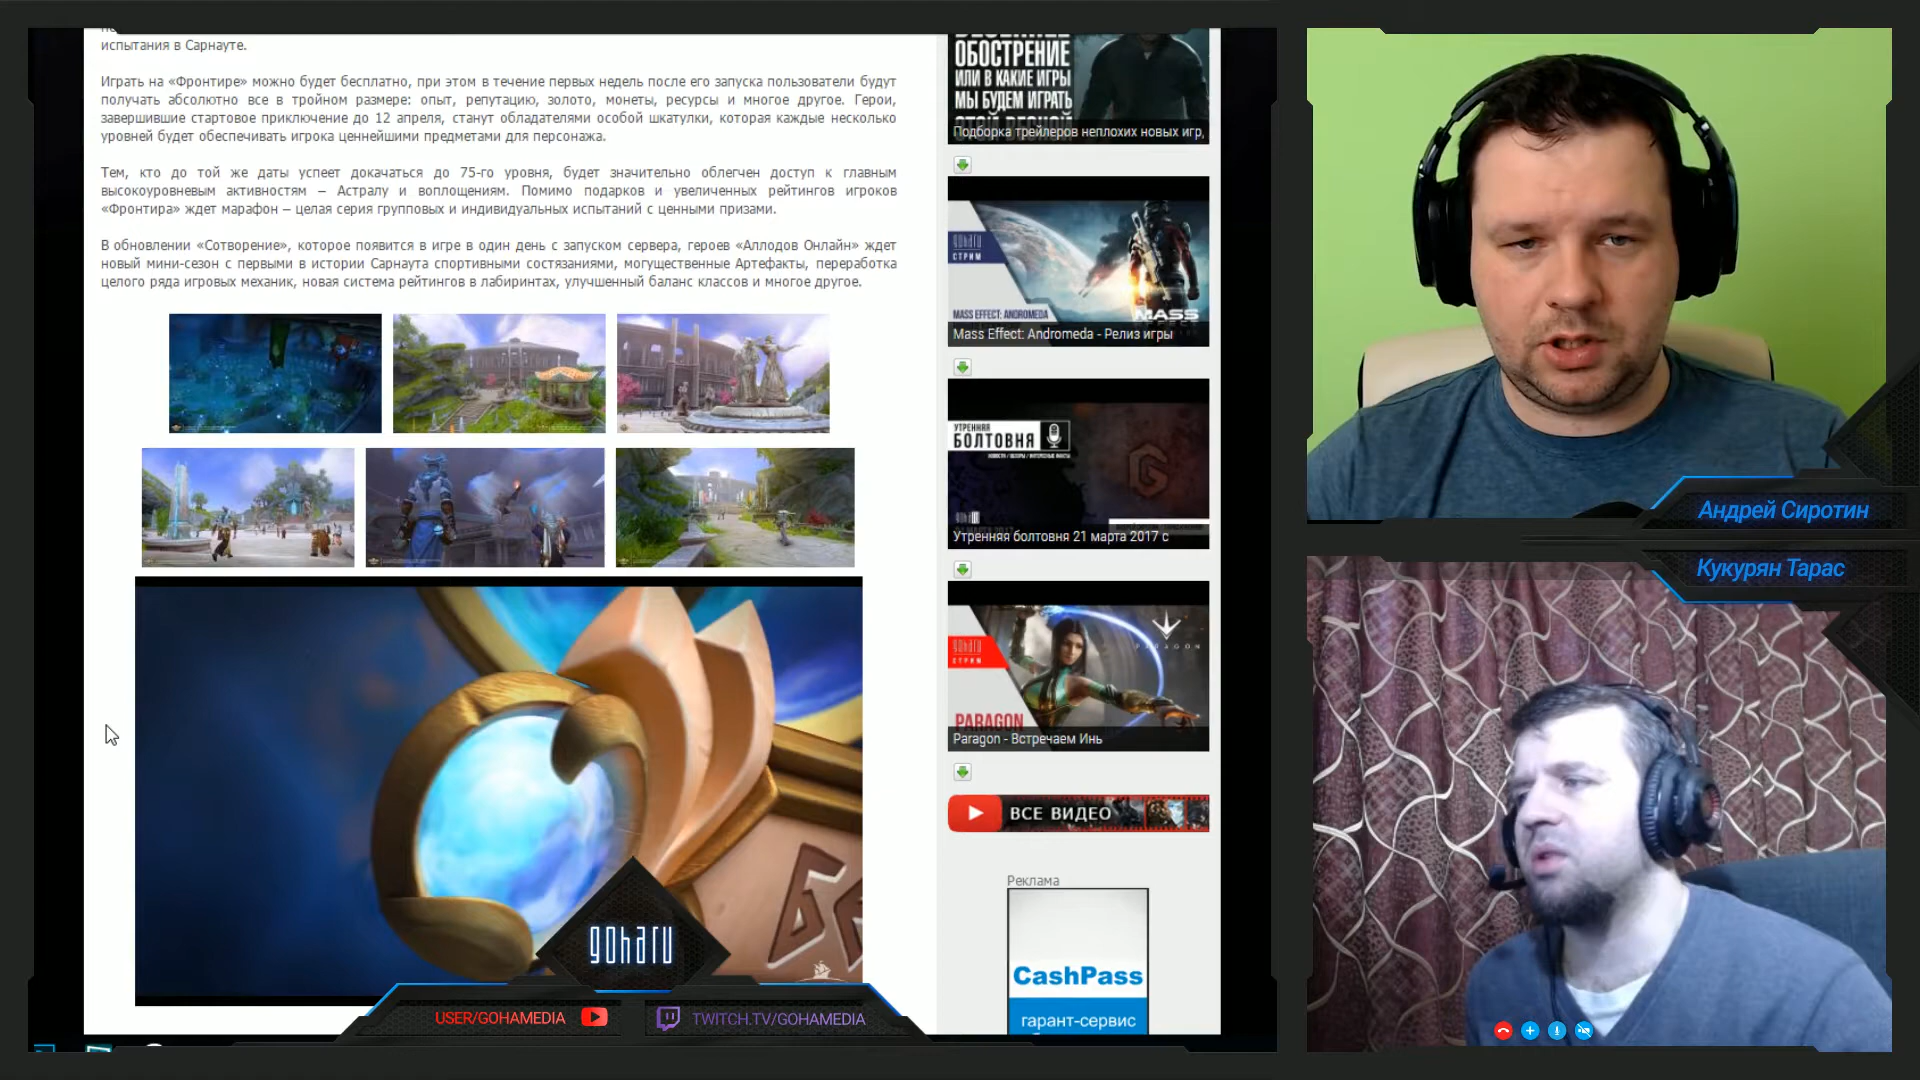 испытания в Сарнауте.
Играть на «Фронтире» можно будет бесплатно, при этом в течение первых недель после его запуска пользователи будут
получать абсолютно все в тройном размере: опыт, репутацию, золото, монеты, ресурсы и многое другое. Герои,
завершившие стартовое приключение до 12 апреля, станут обладателями особой шкатулки, которая каждые несколько
уровней будет обеспечивать игрока ценнейшими предметами для персонажа.
Тем, кто до той же даты успеет докачаться до 75-го уровня, будет значительно облегчен доступ к главным
высокоуровневым активностям – Астралу и воплощениям. Помимо подарков и увеличенных рейтингов игроков
«Фронтира» ждет марафон – целая серия групповых и индивидуальных испытаний с ценными призами.
В обновлении «Сотворение», которое появится в игре в один день с запуском сервера, героев «Аллодов Онлайн» ждет
новый мини-сезон с первыми в истории Сарнаута спортивными состязаниями, могущественные Артефакты, переработка
целого ряда игровых механик, новая система рейтингов в лабиринтах, улучшенный баланс классов и многое другое.
goharu
USER/GOHAMEDIA
TWITCH.TV/GOHAMEDIA
ОБОСТРЕНИЕ
ИЛИ В КАКИЕ ИГРЫ
МЫ БУДЕМ ИГРАТЬ
ЭТОЙ ВЕСНОЙ
Подборка трейлеров неплохих новых игр,
goharu
СТРИМ
MASS EFFECT: ANDROMEDA
MASS
Mass Effect: Andromeda - Релиз игры
УТРЕННЯЯ
БОЛТОВНЯ
Утренняя болтовня 21 марта 2017 с
goharu
СТРИМ
PARAGON
PARAGON
Paragon - Встречаем Инь
ВСЕ ВИДЕО
Реклама
CashPass
гарант-сервис
Андрей Сиротин
Кукурян Тарас